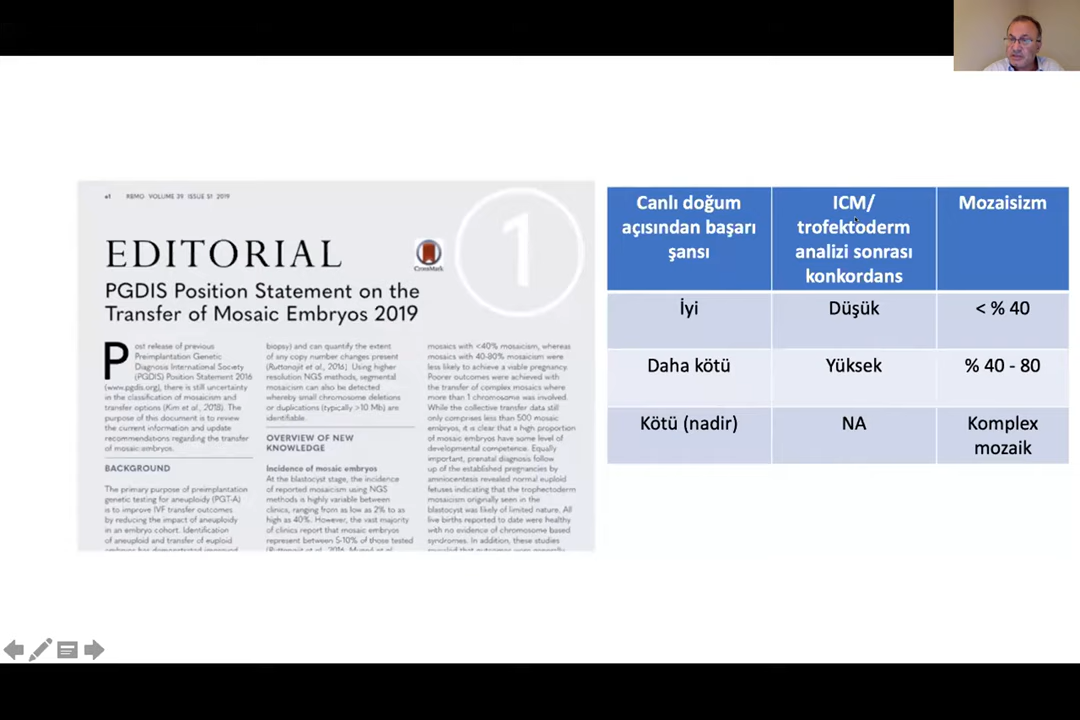 RBMO VOLUME 39 ISSUE S1 2019
1
EDITORIAL
CrossMark
PGDIS Position Statement on the
Transfer of Mosaic Embryos 2019
Post release of previous
Preimplantation Genetic
Diagnosis International Society
(PGDIS) Position Statement 2016
(www.pgdis.org), there is still uncertainty
in the classification of mosaicism and
transfer options (Kim et al., 2018). The
purpose of this document is to review
the current information and update
recommendations regarding the transfer
of mosaic embryos.
BACKGROUND
The primary purpose of preimplantation
genetic testing for aneuploidy (PGT-A)
is to improve IVF transfer outcomes
by reducing the impact of aneuploidy
in an embryo cohort. Identification
of aneuploidy and transfer of euploid
biopsy) and can quantify the extent
of any copy number changes present
resolution NGS methods, segmental
mosaicism can also be detected
whereby small chromosome deletions
or duplications (typically >10 Mb) are
identifiable.
OVERVIEW OF NEW
KNOWLEDGE
Incidence of mosaic embryos
At the blastocyst stage, the incidence
of reported mosaicism using NGS
methods is highly variable between
clinics, ranging from as low as 2% to as
high as 40%. However, the vast majority
of clinics report that mosaic embryos
represent between 5-10% of those tested
mosaics with <40% mosaicism, whereas
mosaics with 40-80% mosaicism were
less likely to achieve a viable pregnancy.
Poorer outcomes were achieved with
the transfer of complex mosaics where
more than 1 chromosome was involved.
While the collective transfer data still
only comprises less than 500 mosaic
embryos, it is clear that a high proportion
of mosaic embryos have some level of
developmental competence. Equally
important, prenatal diagnosis follow
up of the established pregnancies by
amniocentesis revealed normal euploid
fetuses indicating that the trophectoderm
mosaicism originally seen in the
blastocyst was likely of limited nature. All
live births reported to date were healthy
with no evidence of chromosome based
syndromes. In addition, these studies
Canlı doğum
açısından başarı
şansı
ICM/
trofektoderm
analizi sonrası
konkordans
Mozaisizm
İyi
Düşük
< % 40
Daha kötü
Yüksek
% 40 - 80
Kötü (nadir)
NA
Komplex
mozaik